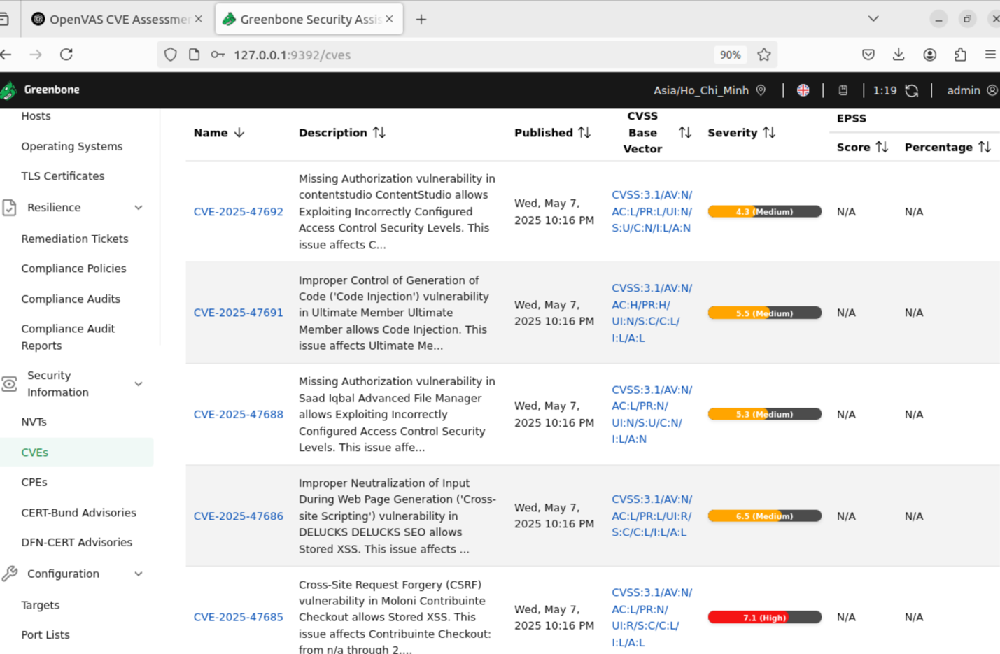 OpenVAS CVE Assessmen
Greenbone Security Assis
127.0.0.1:9392/cves
90%
Greenbone
Asia/Ho_Chi_Minh
1:19
admin
Hosts
Operating Systems
TLS Certificates
Resilience
Remediation Tickets
Compliance Policies
Compliance Audits
Compliance Audit
Reports
Security
Information
NVTs
CVEs
CPEs
CERT-Bund Advisories
DFN-CERT Advisories
Configuration
Targets
Port Lists
Name
Description
Published
CVSS
Base
Vector
Severity
EPSS
Score
Percentage
CVE-2025-47692
Missing Authorization vulnerability in
contentstudio ContentStudio allows
Exploiting Incorrectly Configured
Access Control Security Levels. This
issue affects C...
Wed, May 7,
2025 10:16 PM
CVSS:3.1/AV:N/
AC:L/PR:L/UI:N/
S:U/C:N/I:L/A:N
4.3 (Medium)
N/A
N/A
CVE-2025-47691
Improper Control of Generation of
Code ('Code Injection') vulnerability
in Ultimate Member Ultimate
Member allows Code Injection. This
issue affects Ultimate Me...
Wed, May 7,
2025 10:16 PM
CVSS:3.1/AV:N/
AC:H/PR:H/
UI:N/S:C/C:L/
I:L/A:L
5.5 (Medium)
N/A
N/A
CVE-2025-47688
Missing Authorization vulnerability in
Saad Iqbal Advanced File Manager
allows Exploiting Incorrectly
Configured Access Control Security
Levels. This issue affe...
Wed, May 7,
2025 10:16 PM
CVSS:3.1/AV:N/
AC:L/PR:N/
UI:N/S:U/C:N/
I:L/A:N
5.3 (Medium)
N/A
N/A
CVE-2025-47686
Improper Neutralization of Input
During Web Page Generation ('Cross-
site Scripting') vulnerability in
DELUCKS DELUCKS SEO allows
Stored XSS. This issue affects ...
Wed, May 7,
2025 10:16 PM
CVSS:3.1/AV:N/
AC:L/PR:L/UI:R/
S:C/C:L/I:L/A:L
6.5 (Medium)
N/A
N/A
CVE-2025-47685
Cross-Site Request Forgery (CSRF)
vulnerability in Moloni Contribuinte
Checkout allows Stored XSS. This
issue affects Contribuinte Checkout:
from n/a through 2....
Wed, May 7,
2025 10:16 PM
CVSS:3.1/AV:N/
AC:L/PR:N/
UI:R/S:C/C:L/
I:L/A:L
7.1 (High)
N/A
N/A